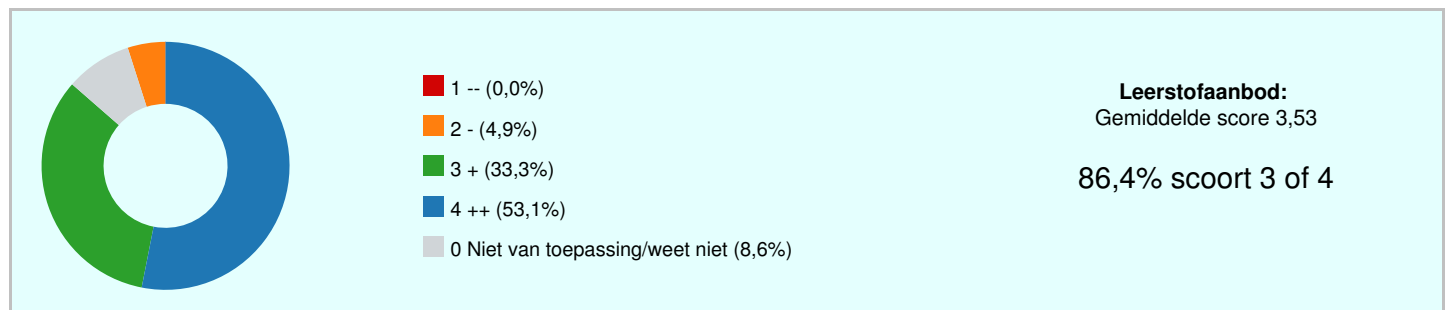 1 -- (0,0%)
2 - (4,9%)
3 + (33,3%)
4 ++ (53,1%)
0 Niet van toepassing/weet niet (8,6%)
Leerstofaanbod:
Gemiddelde score 3,53
86,4% scoort 3 of 4